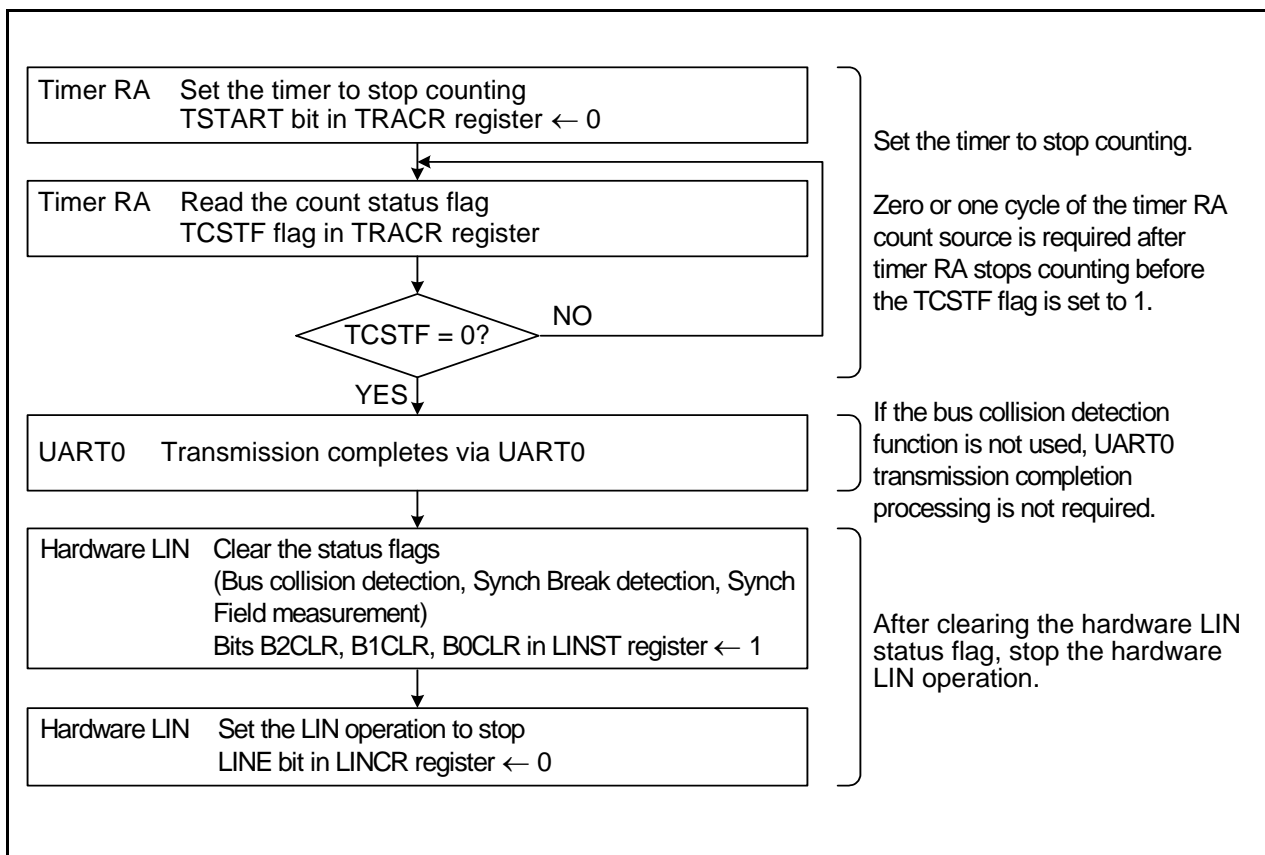 Timer RA Set the timer to stop counting
TSTART bit in TRACR register ← 0
Set the timer to stop counting.
Timer RA Read the count status flag
TCSTF flag in TRACR register
Zero or one cycle of the timer RA
count source is required after
timer RA stops counting before
the TCSTF flag is set to 1.
TCSTF = 0?
NO
YES
UART0 Transmission completes via UART0
If the bus collision detection
function is not used, UART0
transmission completion
processing is not required.
Hardware LIN Clear the status flags
(Bus collision detection, Synch Break detection, Synch
Field measurement)
Bits B2CLR, B1CLR, B0CLR in LINST register ← 1
After clearing the hardware LIN
status flag, stop the hardware
LIN operation.
Hardware LIN Set the LIN operation to stop
LINE bit in LINCR register ← 0